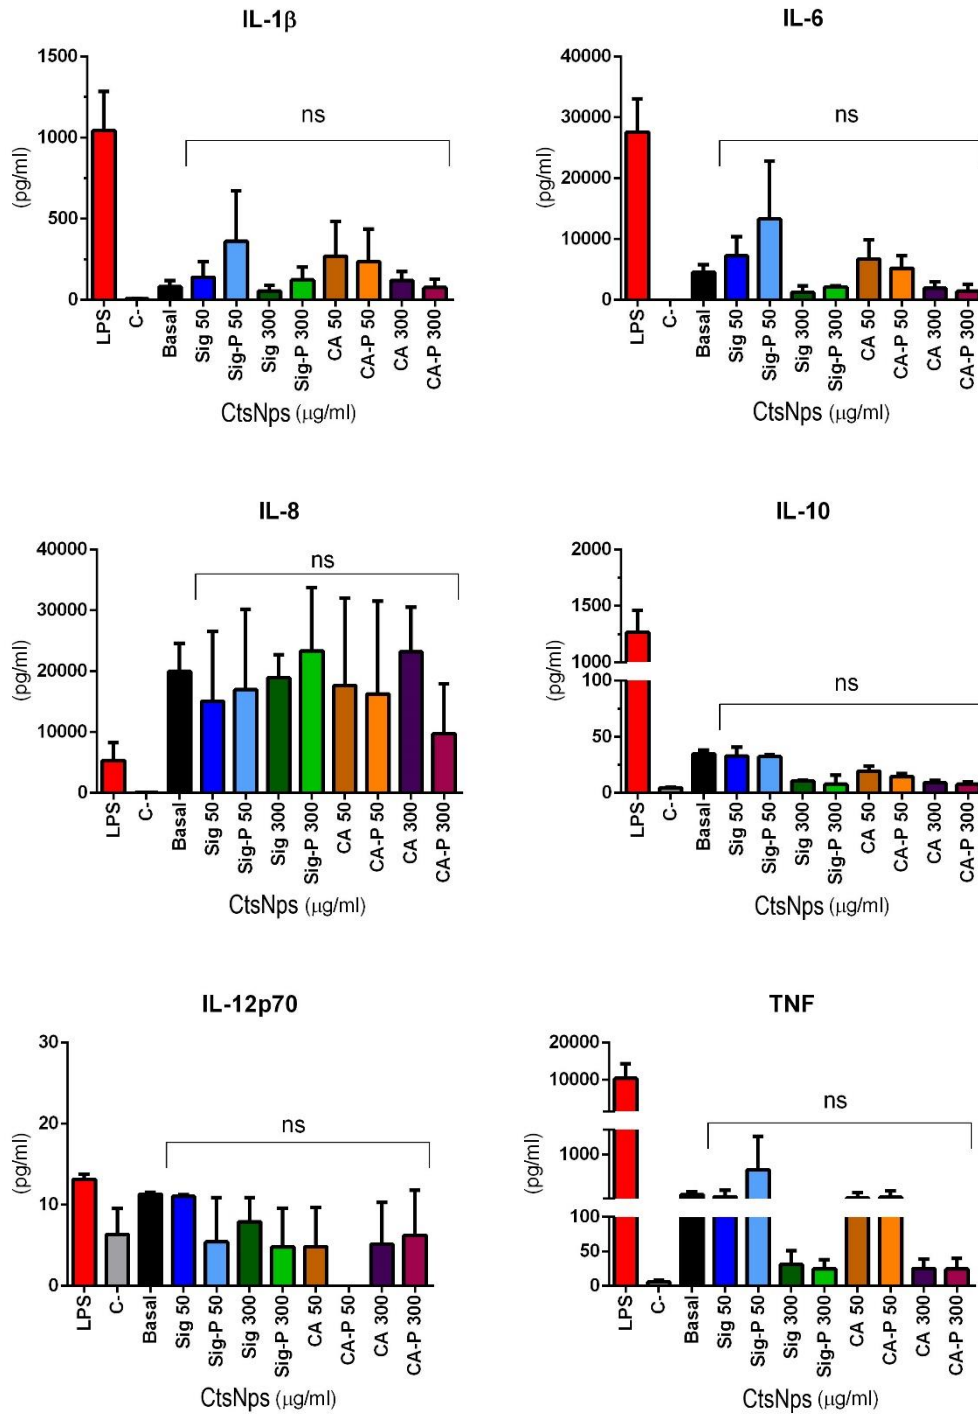 IL-1β
1500
1000
500
0
(pg/ml)
ns
LPS
C-
Basal
Sig 50
Sig-P 50
Sig 300
Sig-P 300
CA 50
CA-P 50
CA 300
CA-P 300
CtsNps (µg/ml)
IL-6
40000
30000
20000
10000
0
(pg/ml)
ns
LPS
C-
Basal
Sig 50
Sig-P 50
Sig 300
Sig-P 300
CA 50
CA-P 50
CA 300
CA-P 300
CtsNps (µg/ml)
IL-8
40000
30000
20000
10000
0
(pg/ml)
ns
LPS
C-
Basal
Sig 50
Sig-P 50
Sig 300
Sig-P 300
CA 50
CA-P 50
CA 300
CA-P 300
CtsNps (µg/ml)
IL-10
2000
1500
1000
100
50
0
(pg/ml)
ns
LPS
C-
Basal
Sig 50
Sig-P 50
Sig 300
Sig-P 300
CA 50
CA-P 50
CA 300
CA-P 300
CtsNps (µg/ml)
IL-12p70
30
20
10
0
(pg/ml)
ns
LPS
C-
Basal
Sig 50
Sig-P 50
Sig 300
Sig-P 300
CA 50
CA-P 50
CA 300
CA-P 300
CtsNps (µg/ml)
TNF
20000
10000
1000
100
50
0
(pg/ml)
ns
LPS
C-
Basal
Sig 50
Sig-P 50
Sig 300
Sig-P 300
CA 50
CA-P 50
CA 300
CA-P 300
CtsNps (µg/ml)